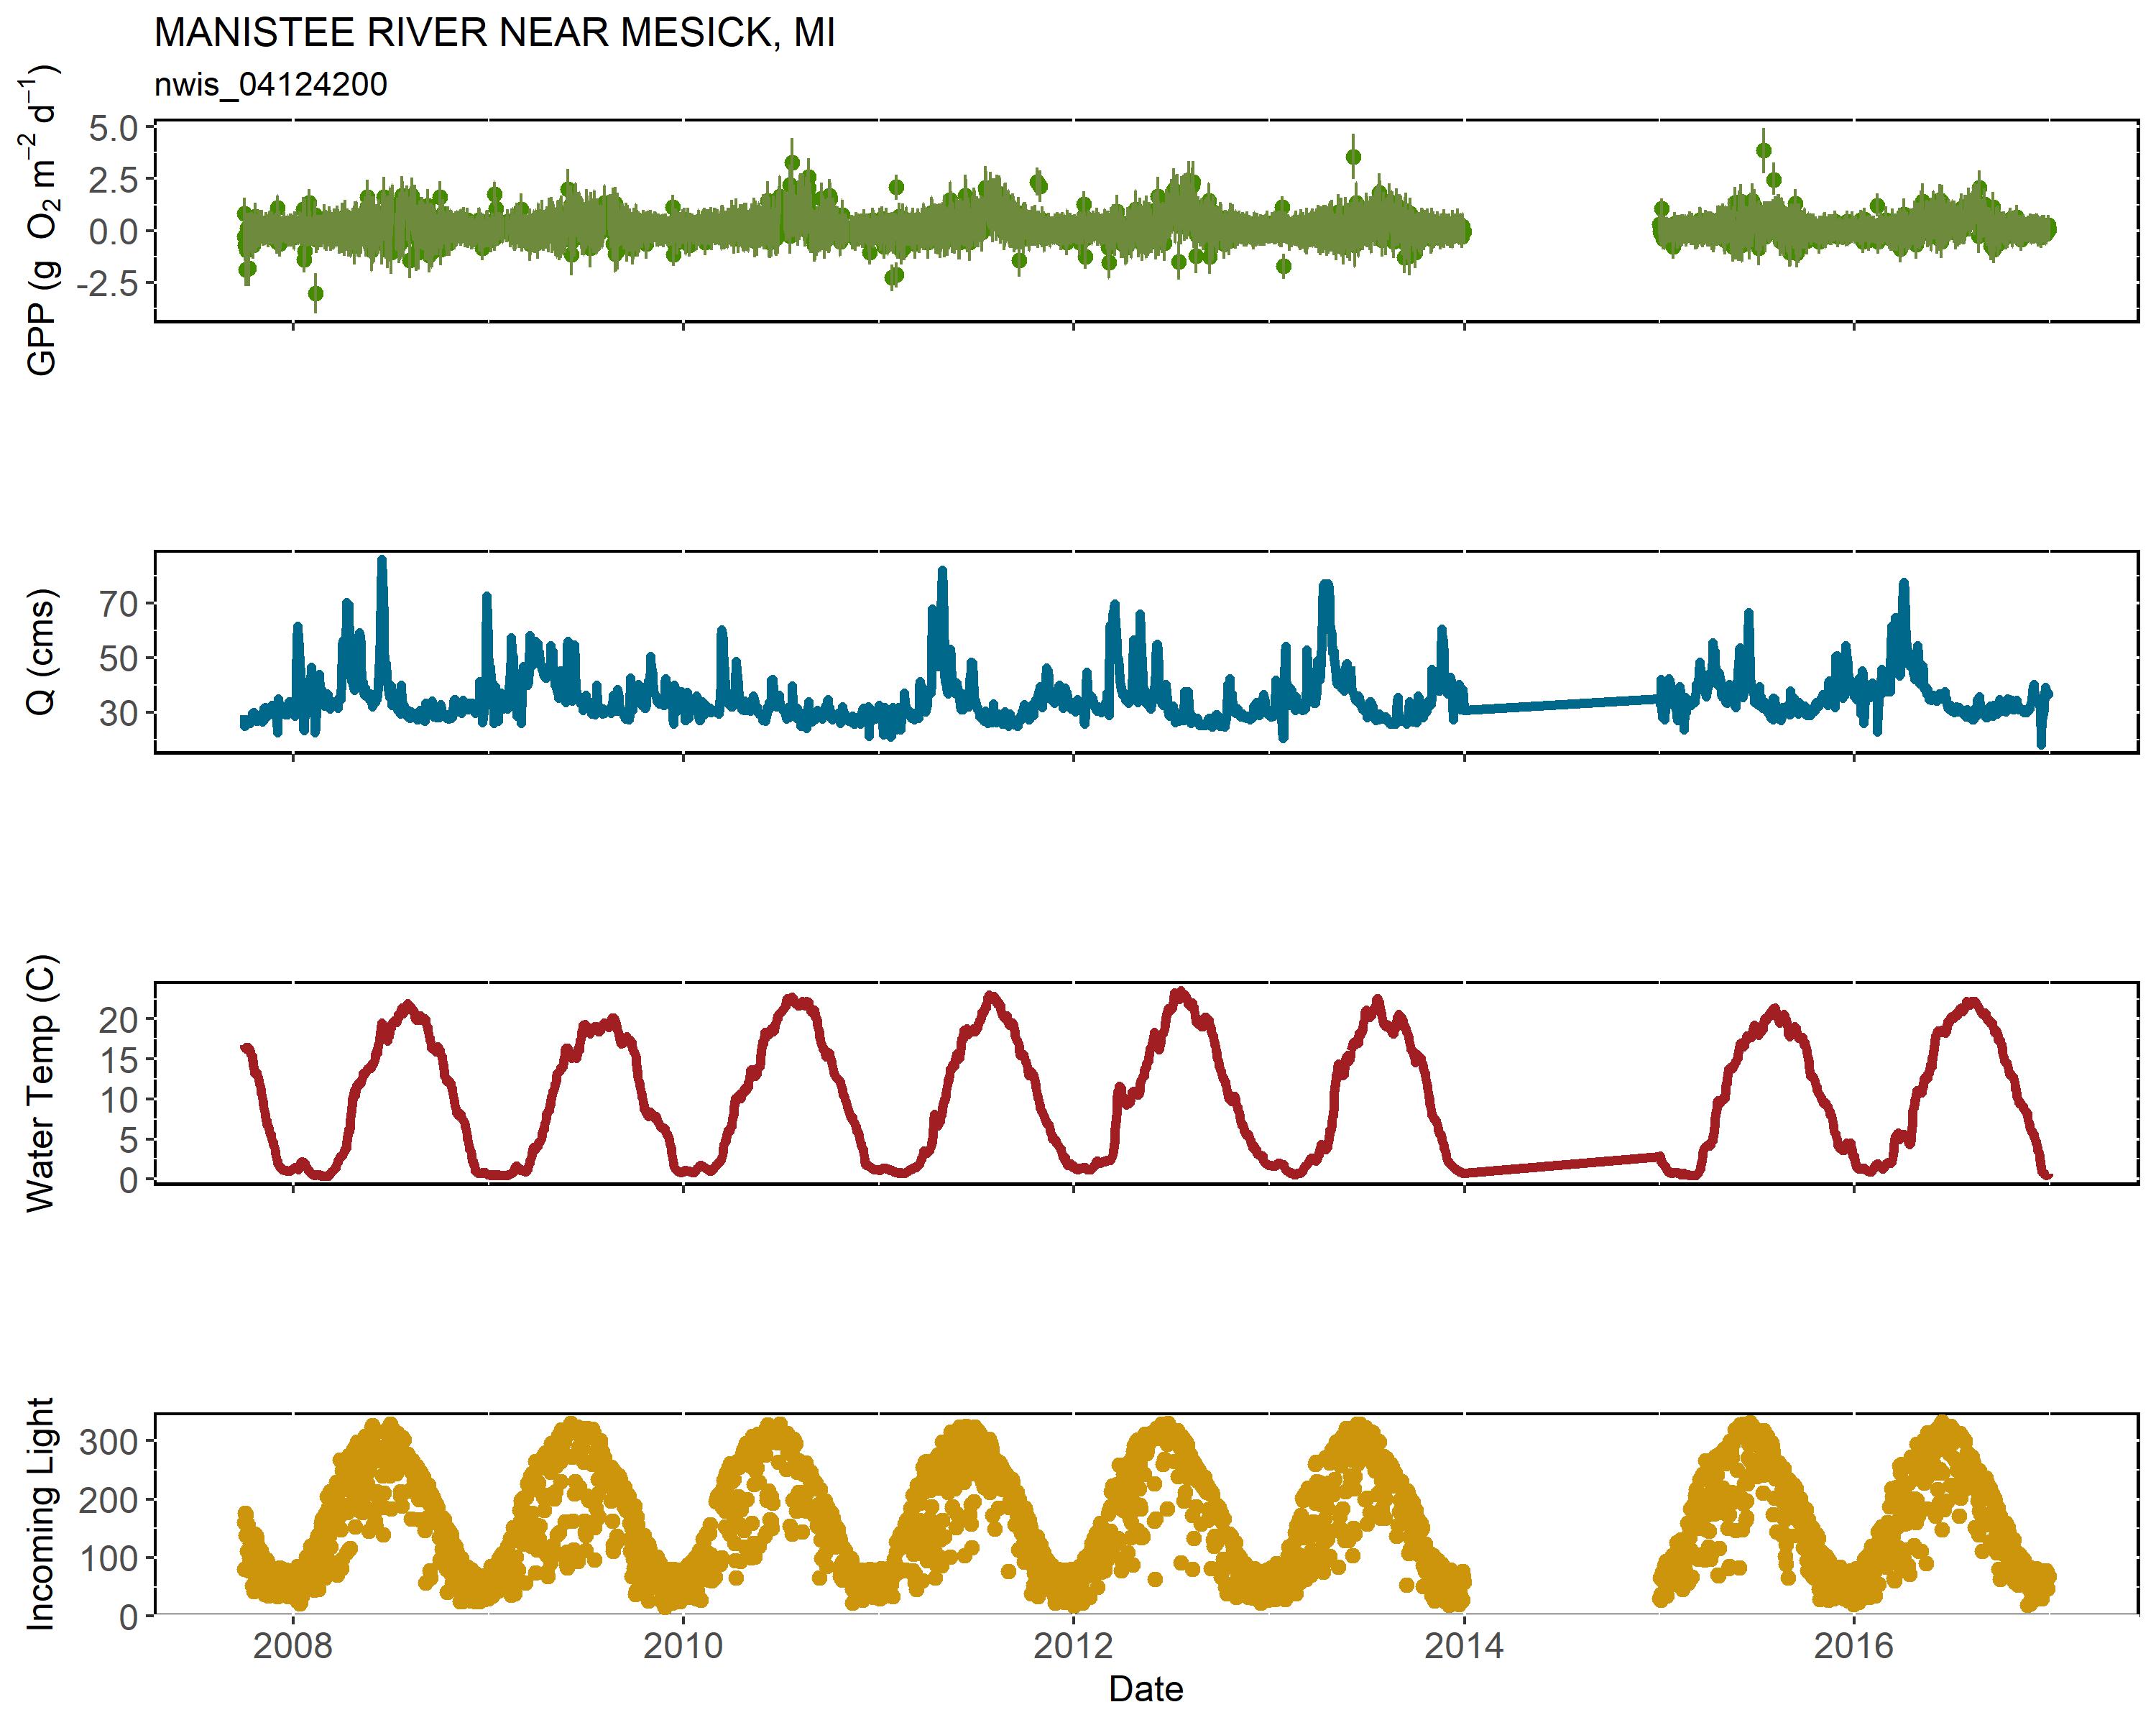 MANISTEE RIVER NEAR MESICK, MI
nwis_04124200
GPP (g O₂ m⁻² d⁻¹)
5.0
2.5
0.0
-2.5
Q (cms)
70
50
30
Water Temp (C)
20
15
10
5
0
Incoming Light
300
200
100
0
2008 2010 2012 2014 2016
Date